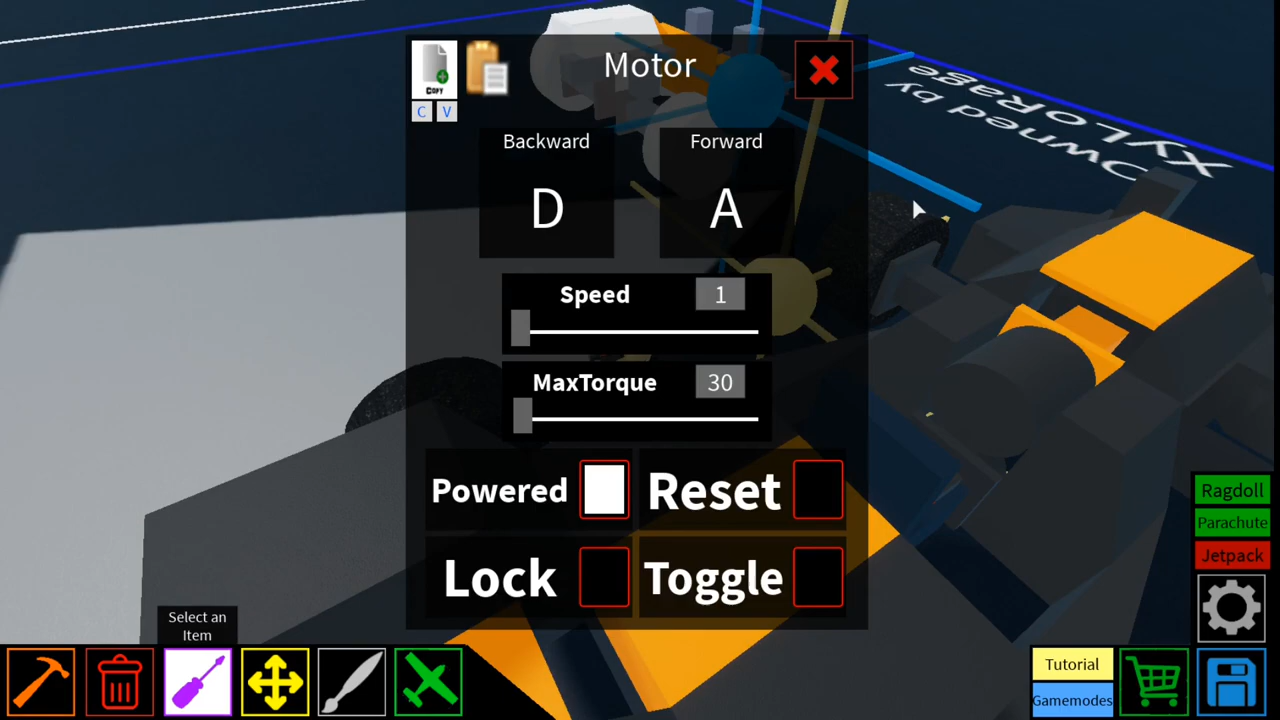 Motor
COPY
C V
Owned by
XyLoRage
Backward
Forward
D
A
Speed 1
MaxTorque 30
Powered
Reset
Lock
Toggle
Ragdoll
Parachute
Jetpack
Select an
Item
Tutorial
Gamemodes